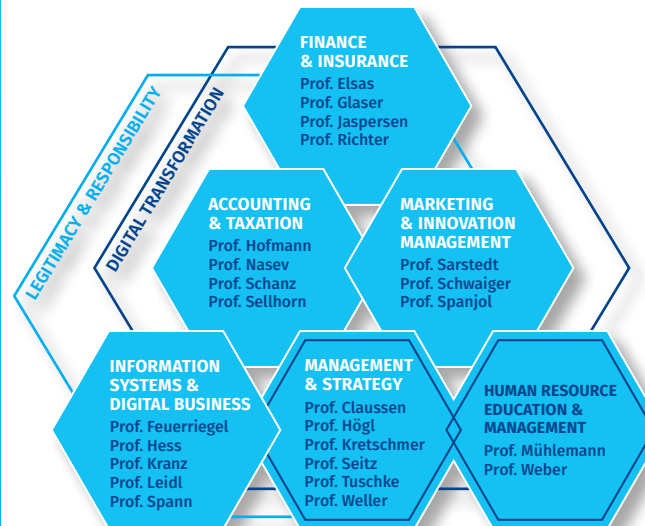 FINANCE
& INSURANCE
Prof. Elsas
Prof. Glaser
Prof. Jaspersen
Prof. Richter
LEGITIMACY & RESPONSIBILITY
DIGITAL TRANSFORMATION
ACCOUNTING
& TAXATION
Prof. Hofmann
Prof. Nasev
Prof. Schanz
Prof. Sellhorn
MARKETING
& INNOVATION
MANAGEMENT
Prof. Sarstedt
Prof. Schwaiger
Prof. Spanjol
INFORMATION
SYSTEMS &
DIGITAL BUSINESS
Prof. Feuerriegel
Prof. Hess
Prof. Kranz
Prof. Leidl
Prof. Spann
MANAGEMENT
& STRATEGY
Prof. Claussen
Prof. Högl
Prof. Kretschmer
Prof. Seitz
Prof. Tuschke
Prof. Weller
HUMAN RESOURCE
EDUCATION &
MANAGEMENT
Prof. Mühlemann
Prof. Weber